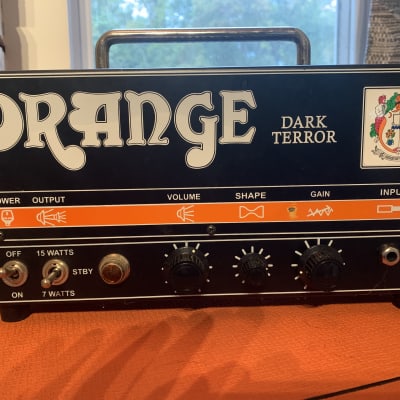 ORANGE
DARK
TERROR
OWER OUTPUT VOLUME SHAPE GAIN INPU
OFF 15 WATTS
STBY
ON 7 WATTS